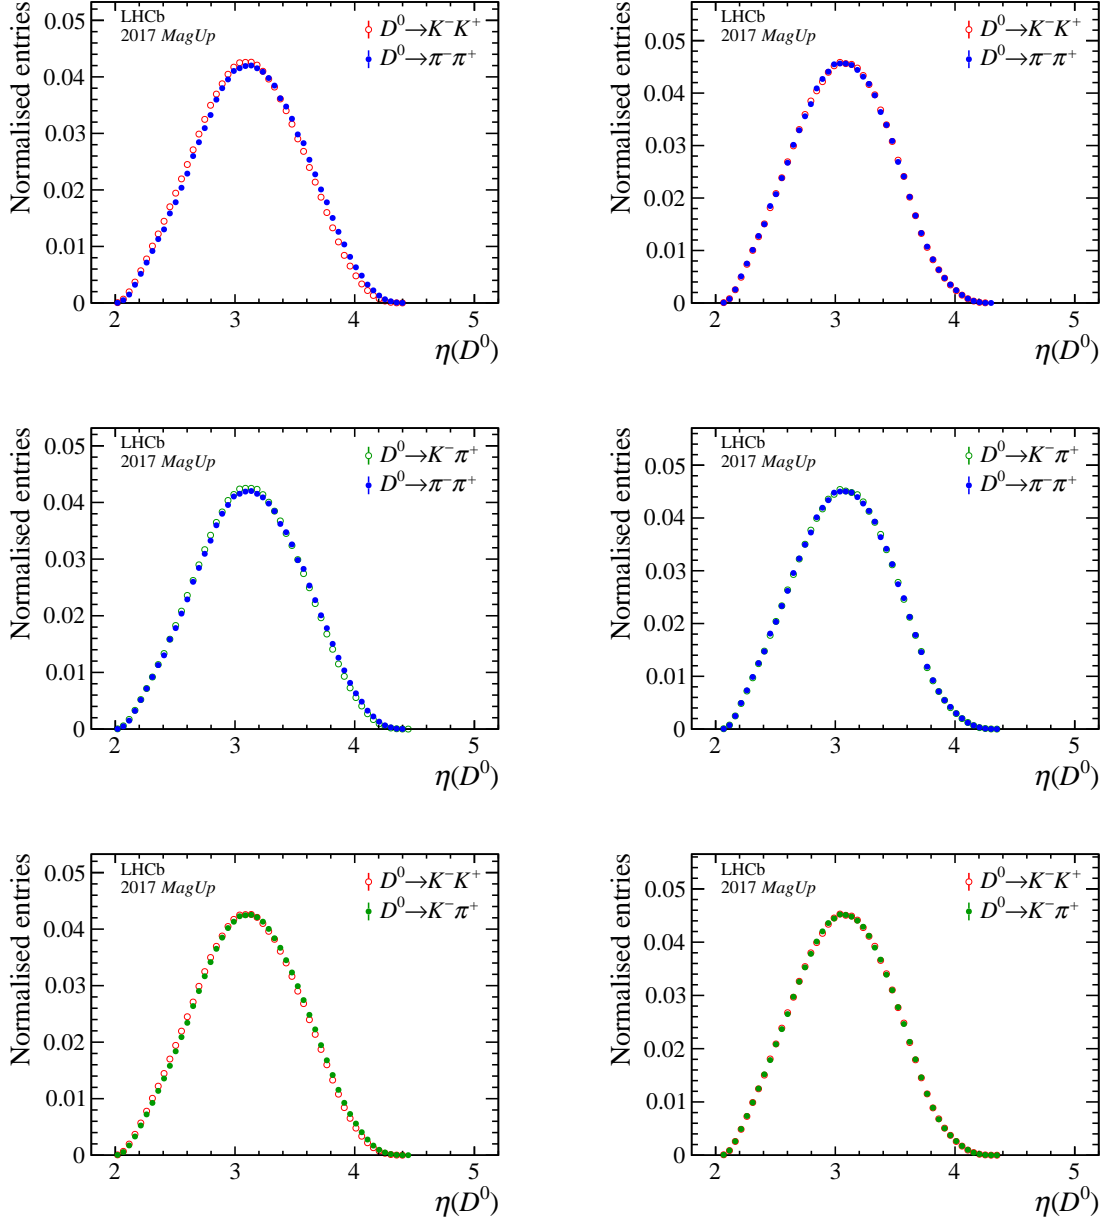 Normalised entries
0.05
0.04
0.03
0.02
0.01
0
LHCb
2017 MagUp
D⁰→K⁻K⁺
D⁰→π⁻π⁺
2 3 4 5
η(D⁰)
Normalised entries
0.05
0.04
0.03
0.02
0.01
0
LHCb
2017 MagUp
D⁰→K⁻K⁺
D⁰→π⁻π⁺
2 3 4 5
η(D⁰)
Normalised entries
0.05
0.04
0.03
0.02
0.01
0
LHCb
2017 MagUp
D⁰→K⁻π⁺
D⁰→π⁻π⁺
2 3 4 5
η(D⁰)
Normalised entries
0.05
0.04
0.03
0.02
0.01
0
LHCb
2017 MagUp
D⁰→K⁻π⁺
D⁰→π⁻π⁺
2 3 4 5
η(D⁰)
Normalised entries
0.05
0.04
0.03
0.02
0.01
0
LHCb
2017 MagUp
D⁰→K⁻K⁺
D⁰→K⁻π⁺
2 3 4 5
η(D⁰)
Normalised entries
0.05
0.04
0.03
0.02
0.01
0
LHCb
2017 MagUp
D⁰→K⁻K⁺
D⁰→K⁻π⁺
2 3 4 5
η(D⁰)